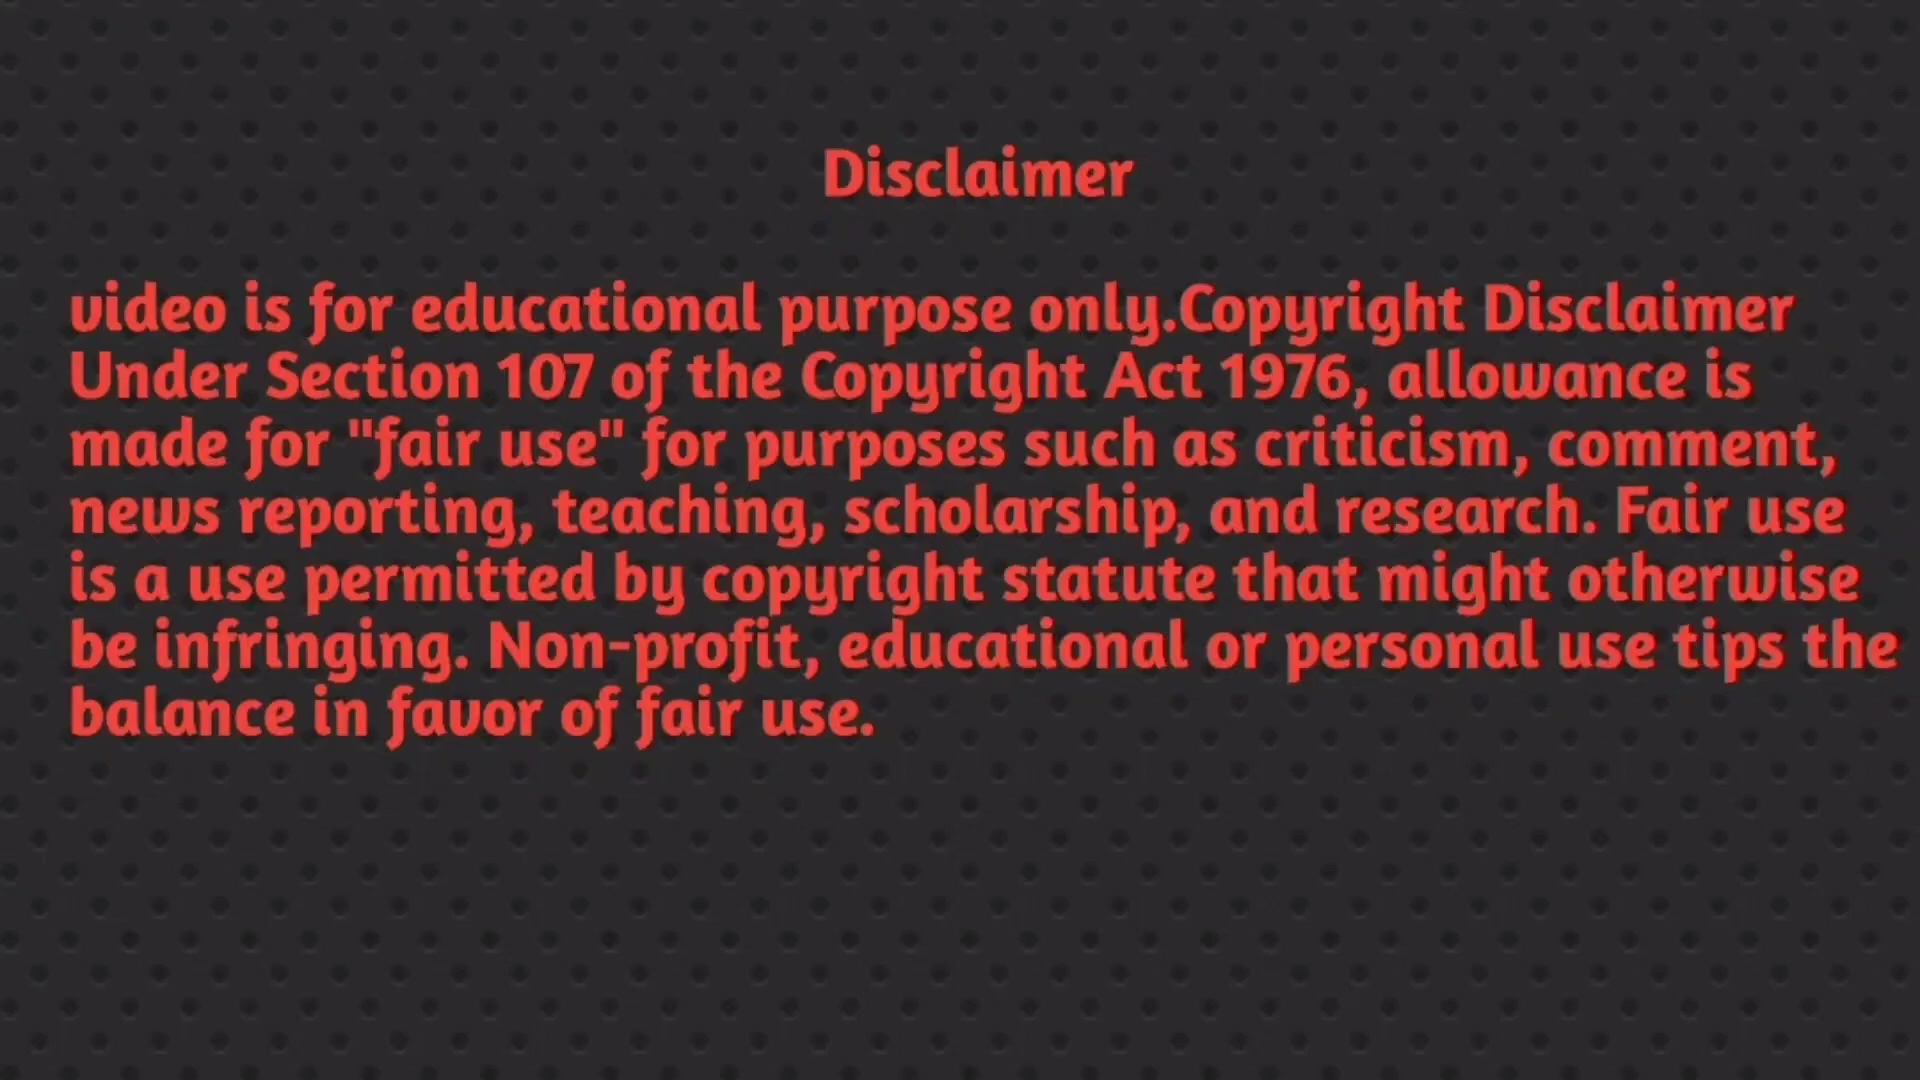 Disclaimer
video is for educational purpose only.Copyright Disclaimer
Under Section 107 of the Copyright Act 1976, allowance is
made for "fair use" for purposes such as criticism, comment,
news reporting, teaching, scholarship, and research. Fair use
is a use permitted by copyright statute that might otherwise
be infringing. Non-profit, educational or personal use tips the
balance in favor of fair use.